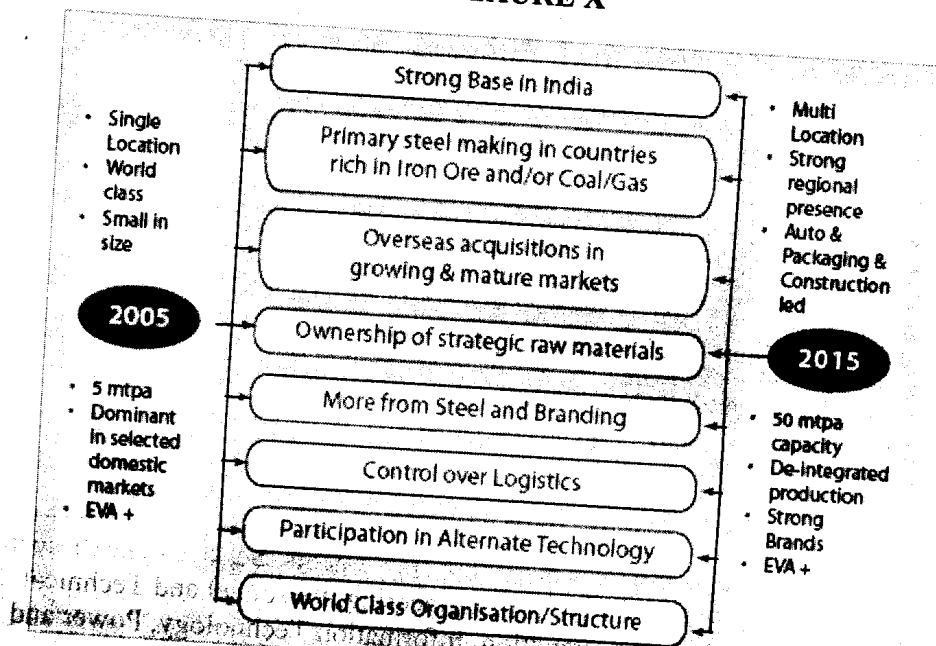 Strong Base in India
Primary steel making in countries
rich in Iron Ore and/or Coal/Gas
Overseas acquisitions in
growing & mature markets
Ownership of strategic raw materials
More from Steel and Branding
Control over Logistics
Participation in Alternate Technology
World Class Organisation/Structure
• Single
Location
• World
class
• Small in
size
2005
• 5 mtpa
• Dominant
in selected
domestic
markets
• EVA +
• Multi
Location
• Strong
regional
presence
• Auto &
Packaging &
Construction
led
2015
• 50 mtpa
capacity
• De-integrated
production
• Strong
Brands
• EVA +